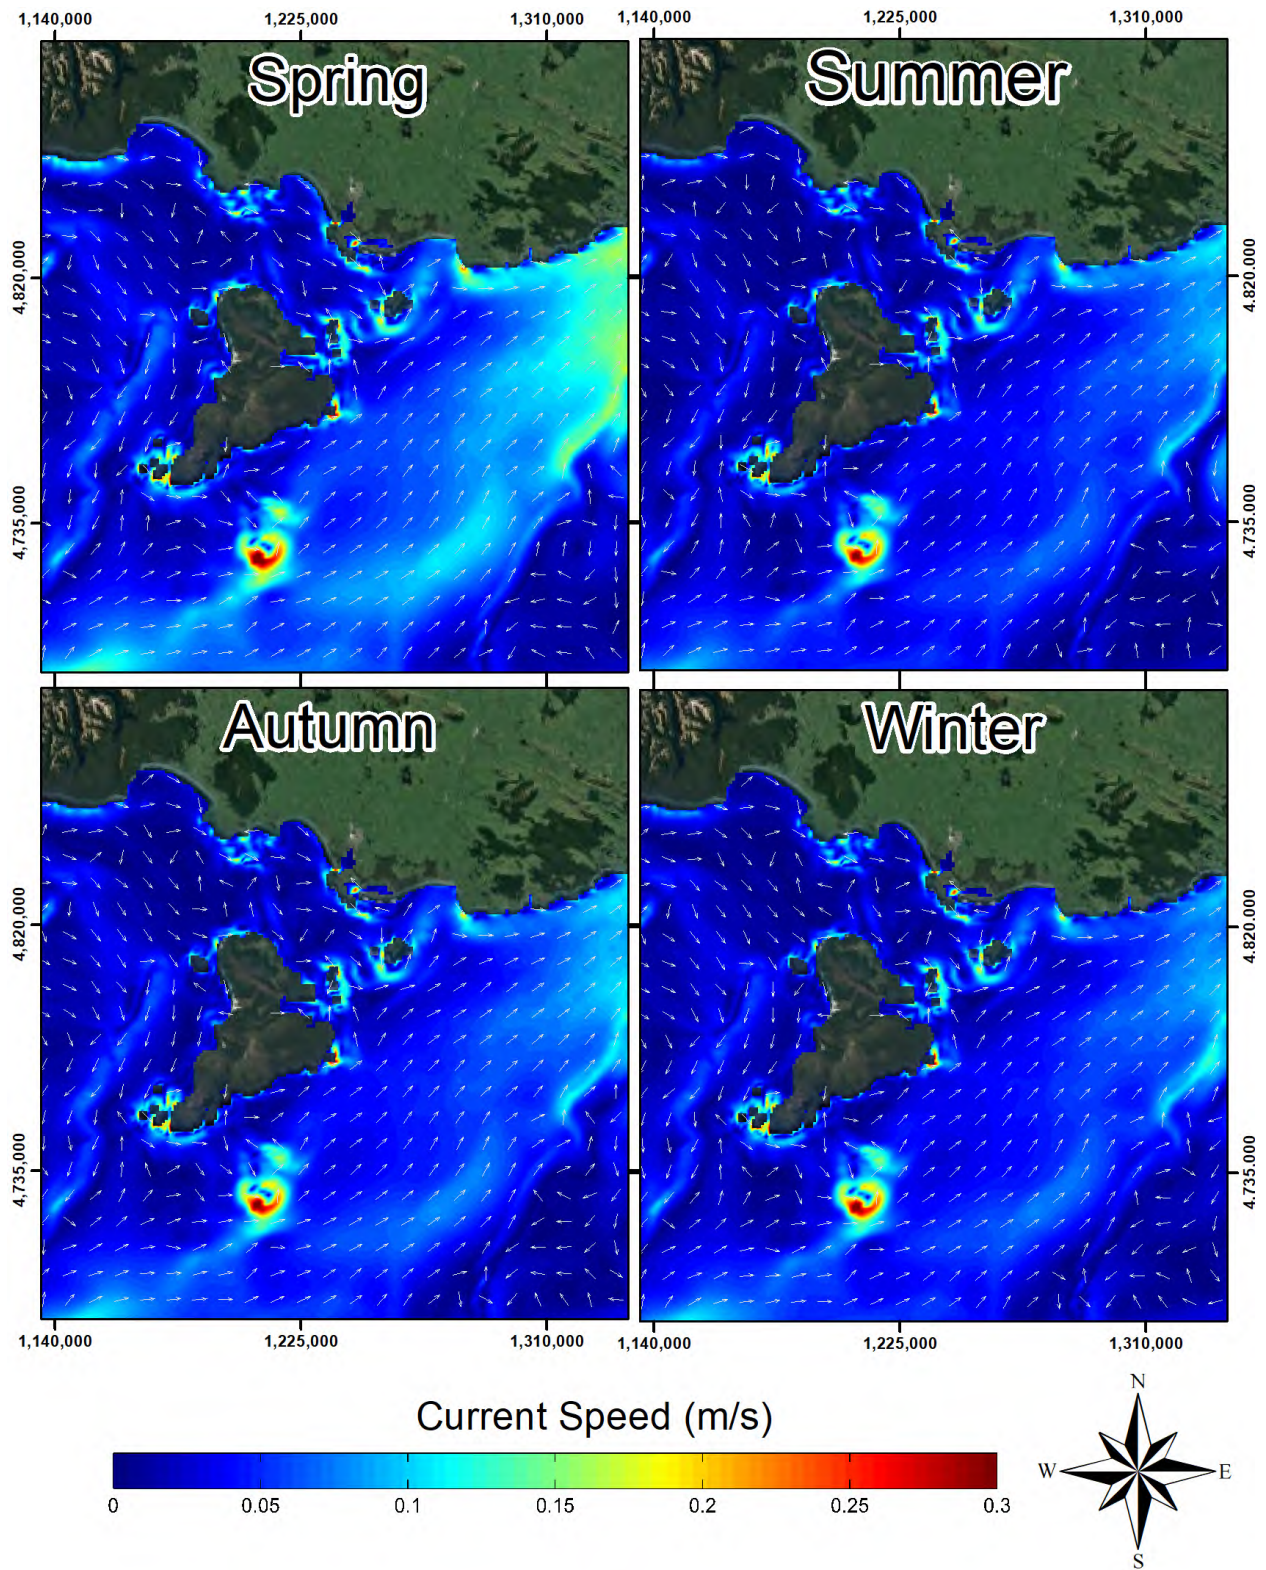 1,140,000 1,225,000 1,310,000 1,140,000 1,225,000 1,310,000
Spring Summer
4,820,000 4,820,000
4,735,000 4,735,000
Autumn Winter
4,820,000 4,820,000
4,735,000 4,735,000
1,140,000 1,225,000 1,310,000 1,140,000 1,225,000 1,310,000
Current Speed (m/s)
0 0.05 0.1 0.15 0.2 0.25 0.3
N
W E
S